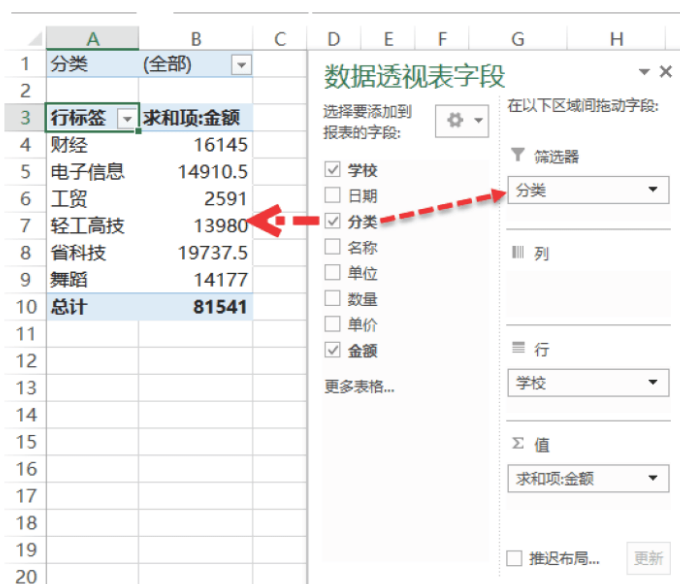 A B C D E F G H
1 分类 (全部)
2
3 行标签 求和项:金额
4 财经 16145
5 电子信息 14910.5
6 工贸 2591
7 轻工高技 13980
8 省科技 19737.5
9 舞蹈 14177
10 总计 81541
11
12
13
14
15
16
17
18
19
20
数据透视表字段
选择要添加到
报表的字段:
学校
日期
分类
名称
单位
数量
单价
金额
更多表格...
在以下区域间拖动字段:
筛选器
分类
列
行
学校
Σ 值
求和项:金额
推迟布局... 更新